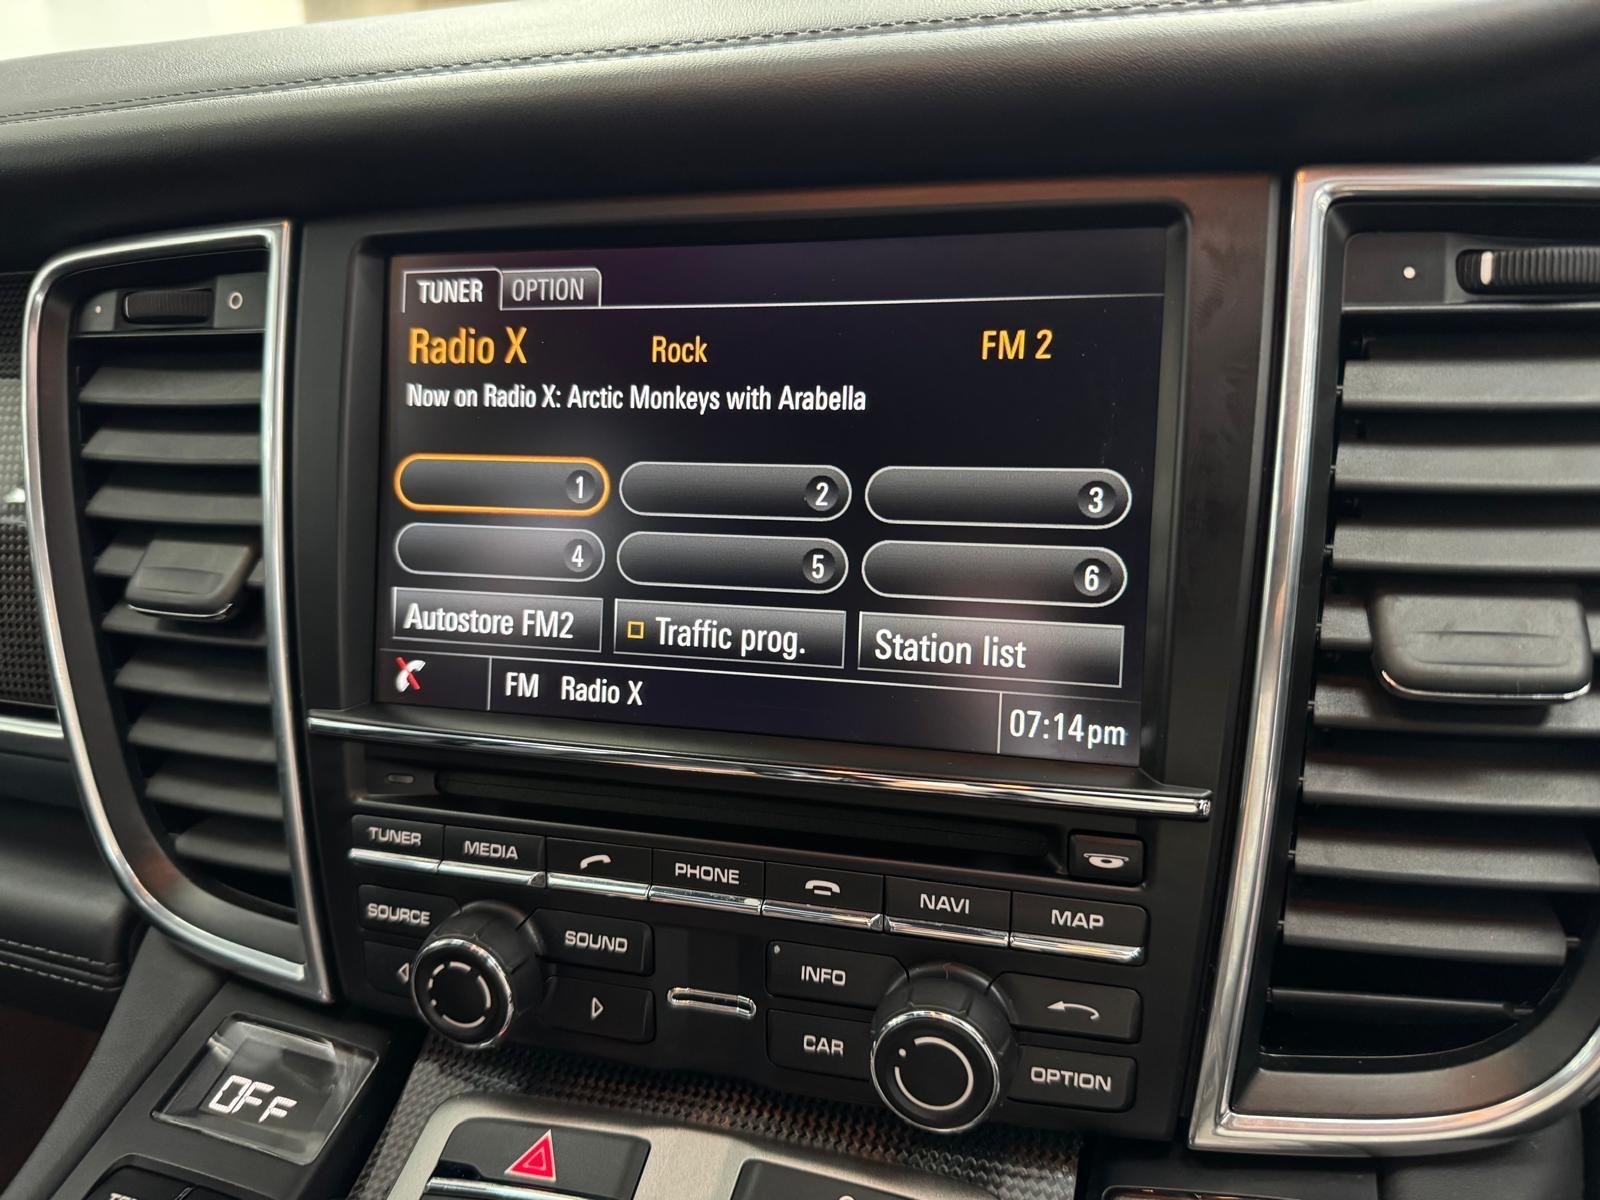 TUNER OPTION
Radio X Rock FM 2
Now on Radio X: Arctic Monkeys with Arabella
1 2 3
4 5 6
Autostore FM2 Traffic prog. Station list
FM Radio X 07:14pm
TUNER MEDIA PHONE NAVI MAP
SOURCE SOUND INFO
CAR OPTION
OFF